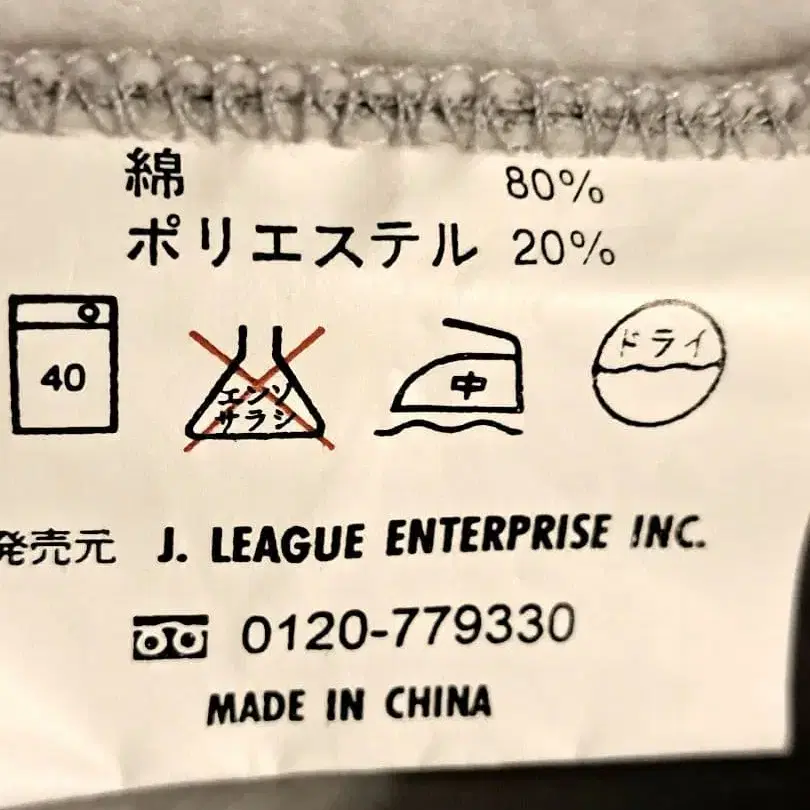 綿 80%
ポリエステル 20%
40 エンソサラシ 中 ドライ
発売元 J. LEAGUE ENTERPRISE INC.
0120-779330
MADE IN CHINA